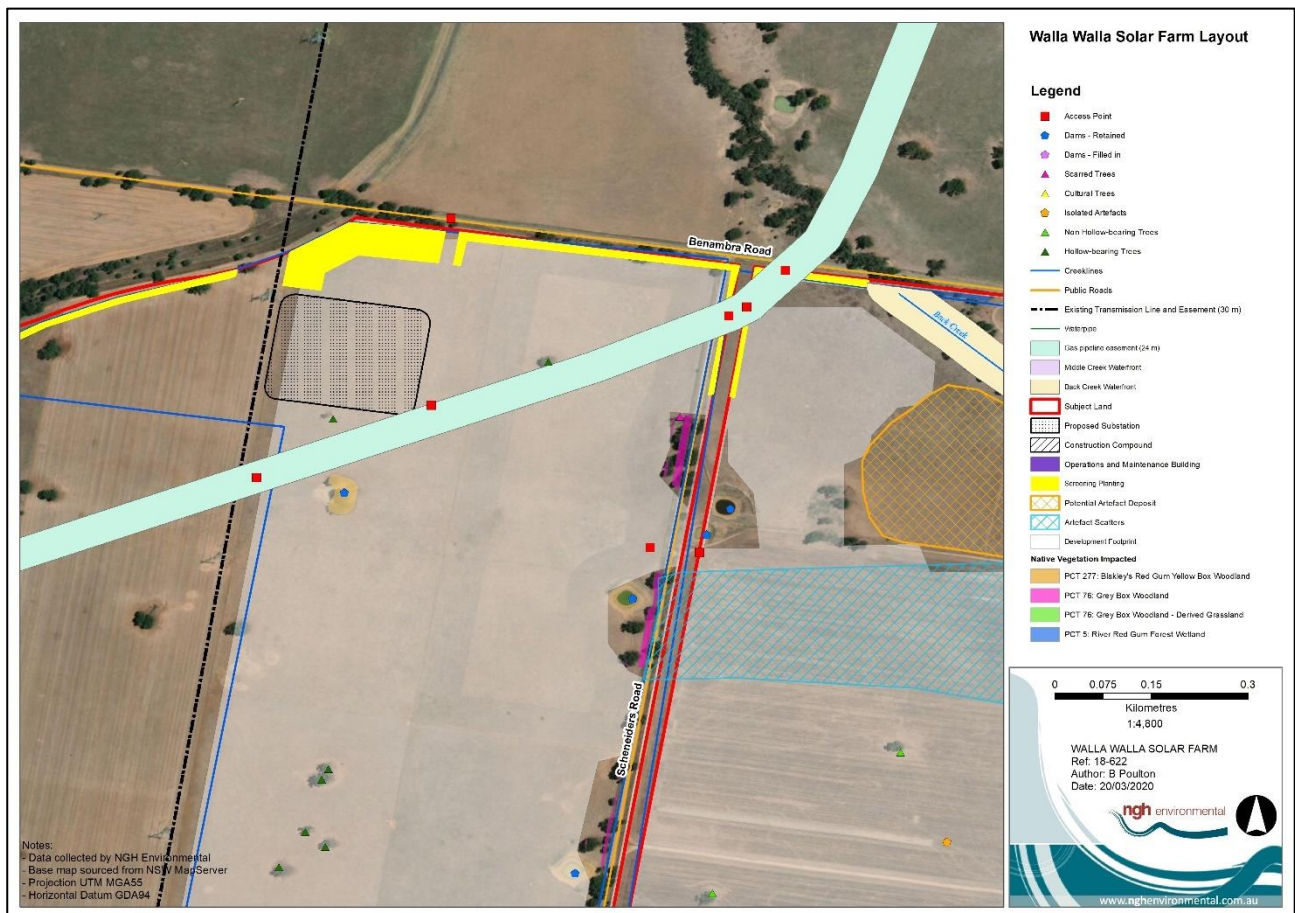 Walla Walla Solar Farm Layout
Legend
Access Point
Dams - Retained
Dams - Filled in
Scarred Trees
Cultural Trees
Isolated Artefacts
Non Hollow-bearing Trees
Hollow-bearing Trees
Creeklines
Public Roads
Existing Transmission Line and Easement (30 m)
Waterpipe
Gas pipeline easement (24 m)
Middle Creek Waterfront
Back Creek Waterfront
Subject Land
Proposed Substation
Construction Compound
Operations and Maintenance Building
Screening Planting
Potential Artefact Deposit
Artefact Scatters
Development Footprint
Native Vegetation Impacted
PCT 277: Blakley's Red Gum Yellow Box Woodland
PCT 76: Grey Box Woodland
PCT 76: Grey Box Woodland - Derived Grassland
PCT 5: River Red Gum Forest Wetland
Benambra Road
Back Creek
Scheneiders Road
Notes:
- Data collected by NGH Environmental
- Base map sourced from NSW MapServer
- Projection UTM MGA55
- Horizontal Datum GDA94
0 0.075 0.15 0.3
Kilometres
1:4,800
WALLA WALLA SOLAR FARM
Ref: 18-622
Author: B Poulton
Date: 20/03/2020
ngh environmental
www.nghenvironmental.com.au